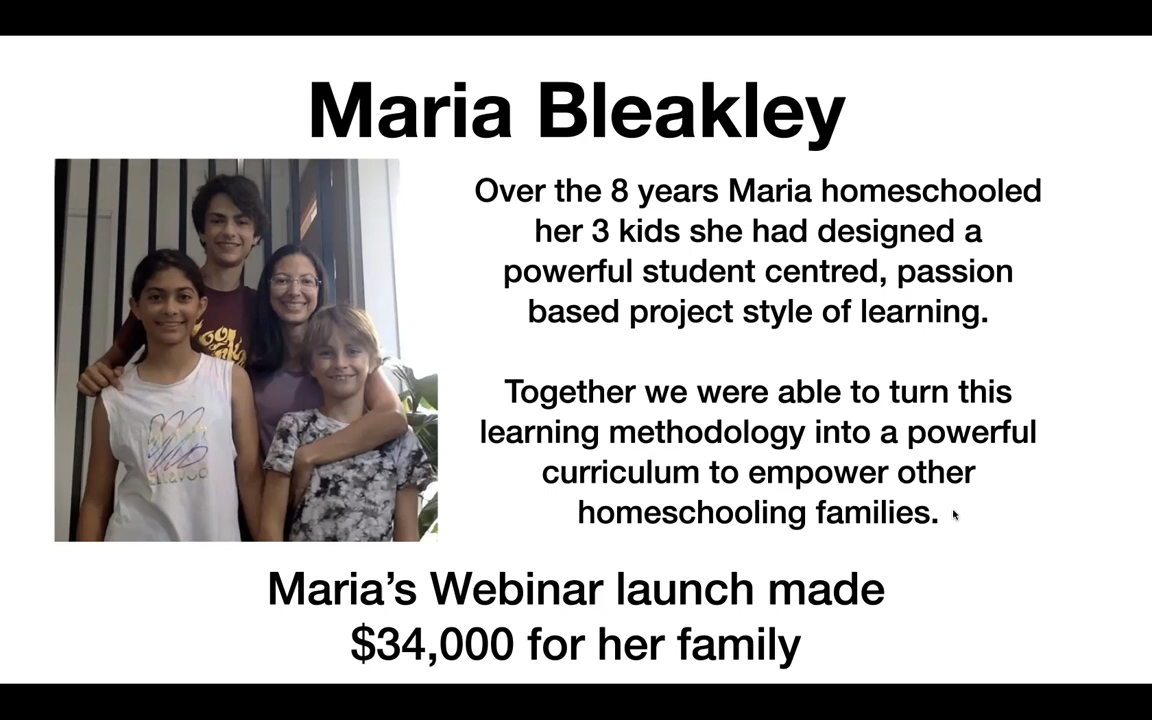 Maria Bleakley
Over the 8 years Maria homeschooled
her 3 kids she had designed a
powerful student centred, passion
based project style of learning.
Together we were able to turn this
learning methodology into a powerful
curriculum to empower other
homeschooling families.
Maria’s Webinar launch made
$34,000 for her family